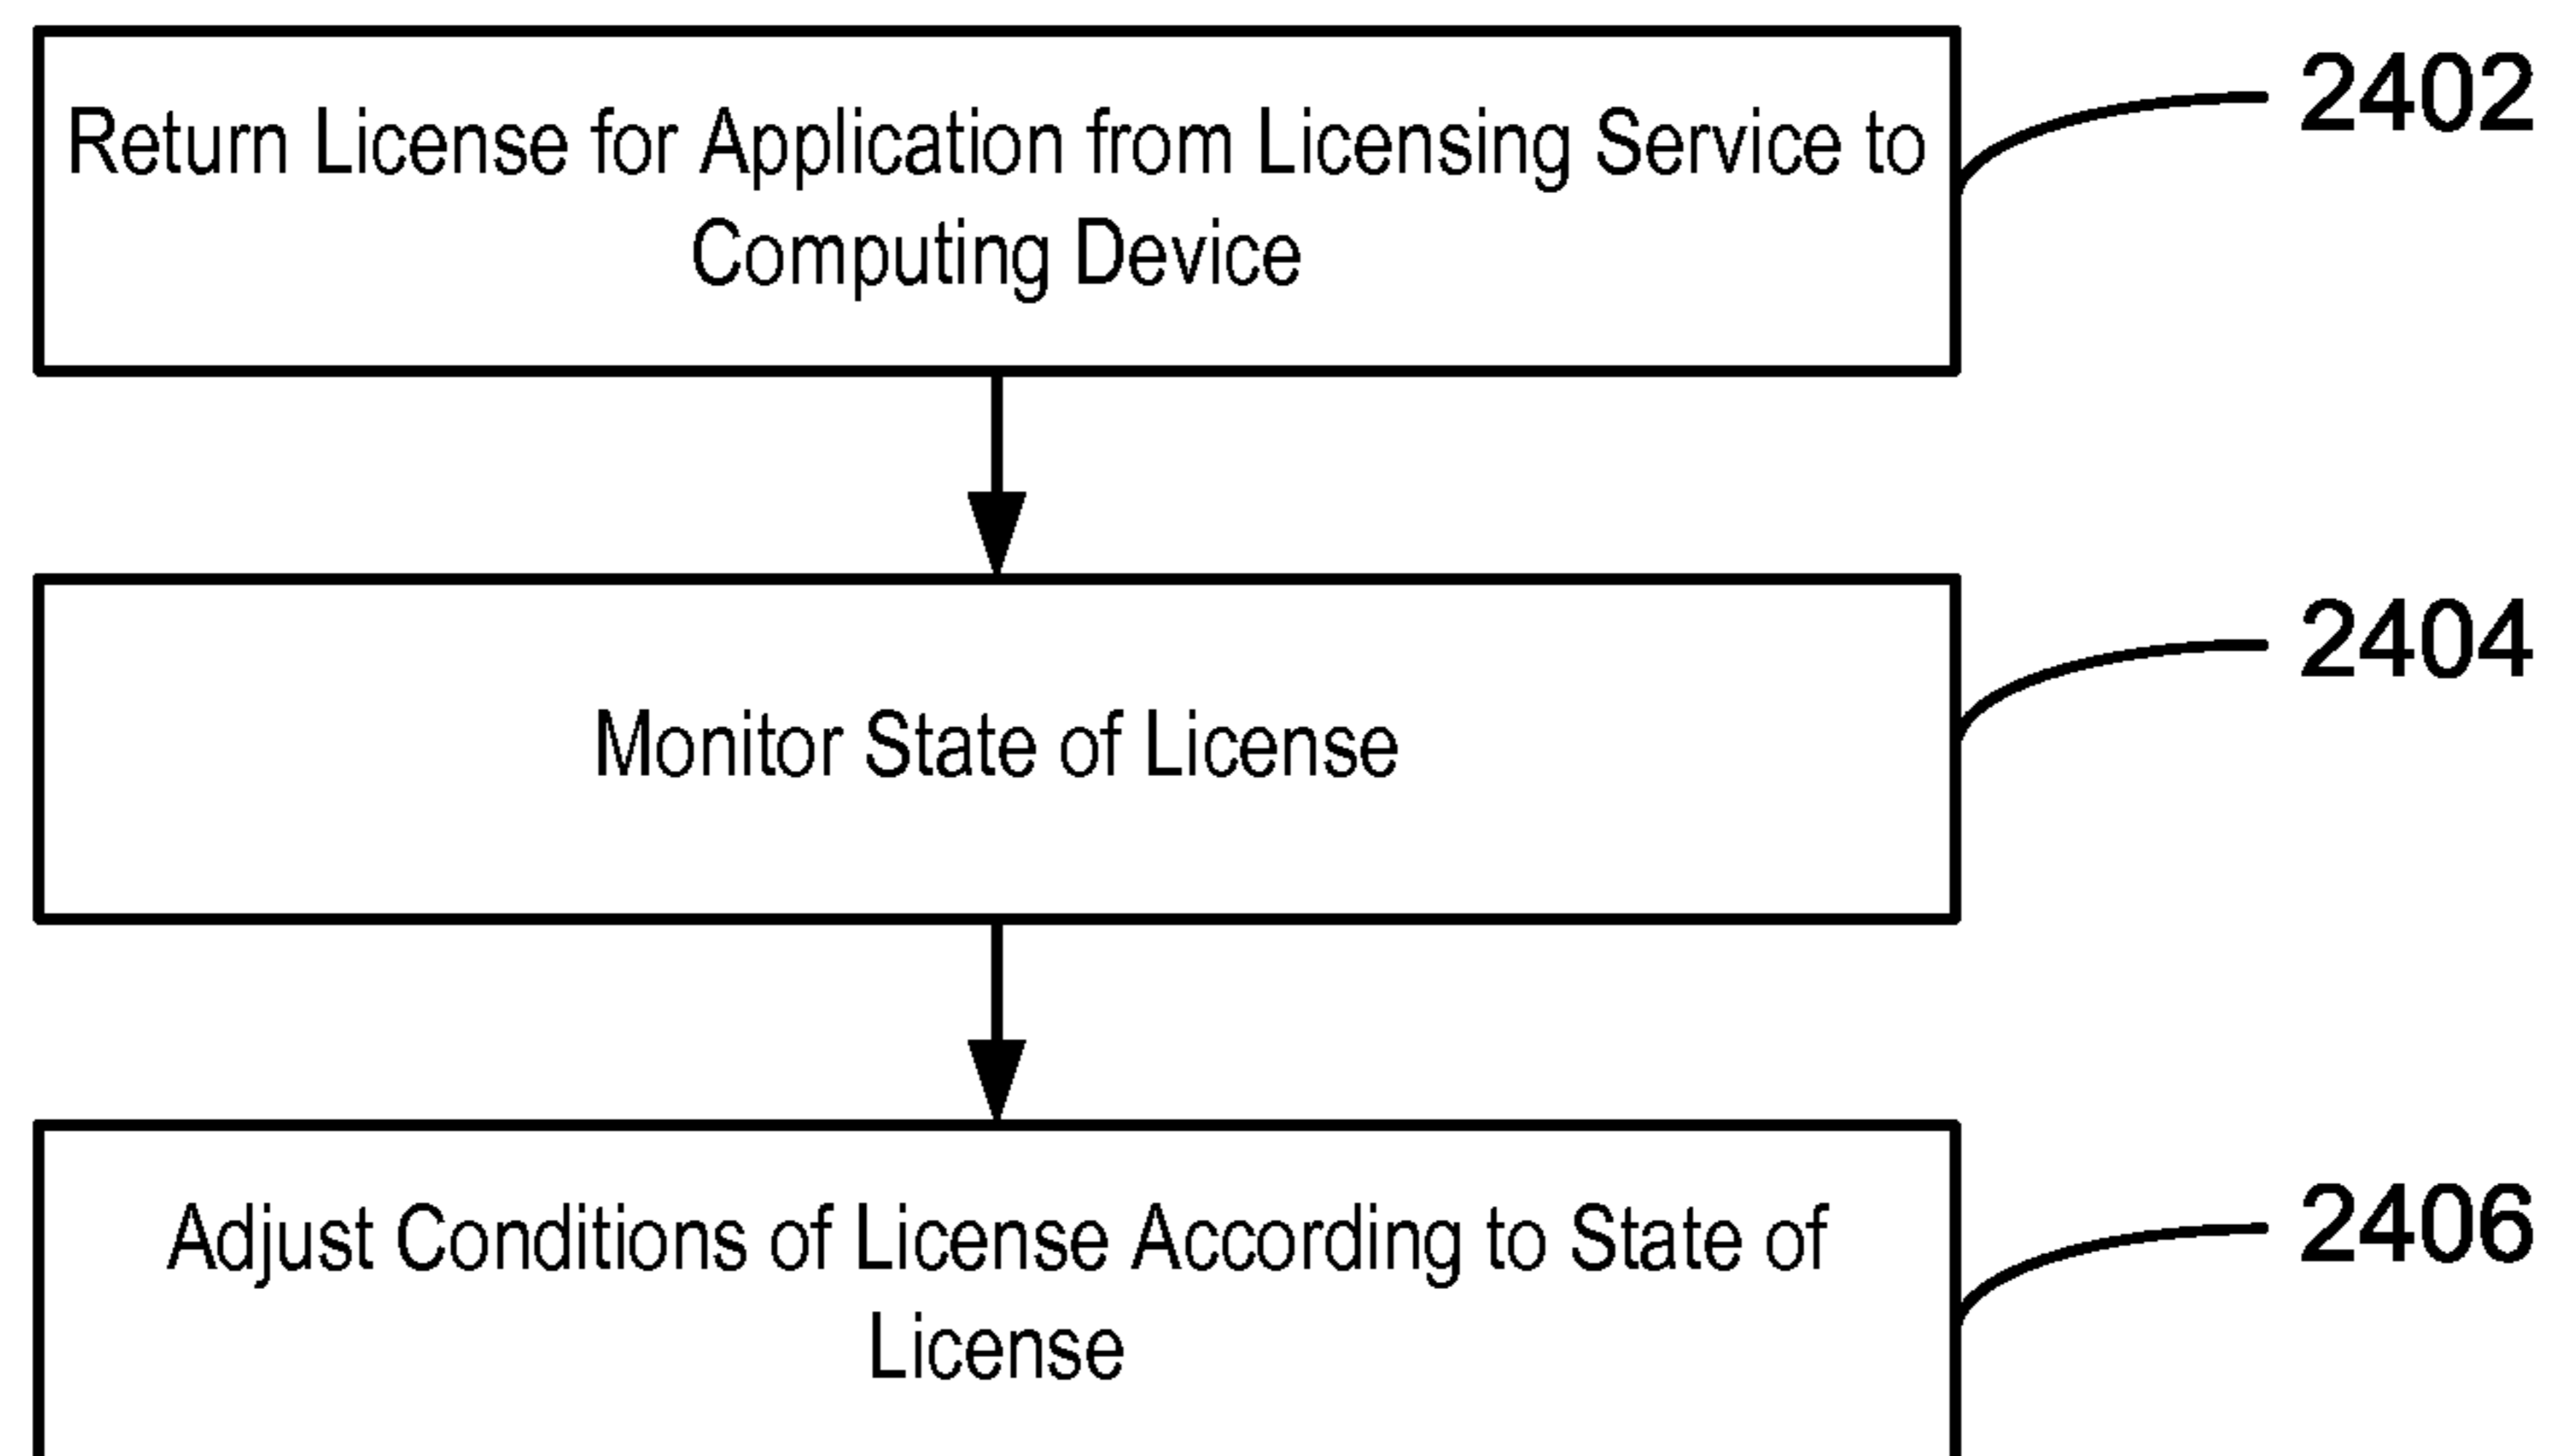 Return License for Application from Licensing Service to
Computing Device
2402
Monitor State of License
2404
Adjust Conditions of License According to State of
License
2406